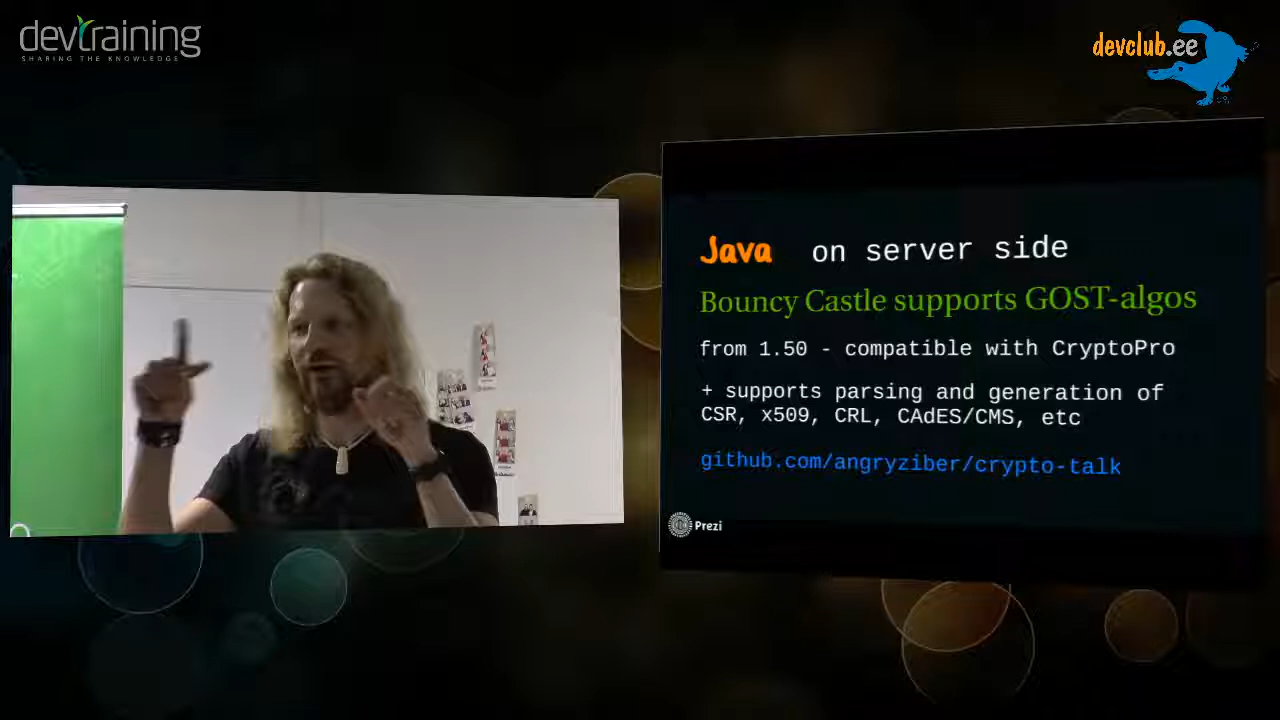 devtraining
SHARING THE KNOWLEDGE
devclub.ee
Java on server side
Bouncy Castle supports GOST-algos
from 1.50 - compatible with CryptoPro
+ supports parsing and generation of
CSR, x509, CRL, CAdES/CMS, etc
github.com/angryziber/crypto-talk
Prezi